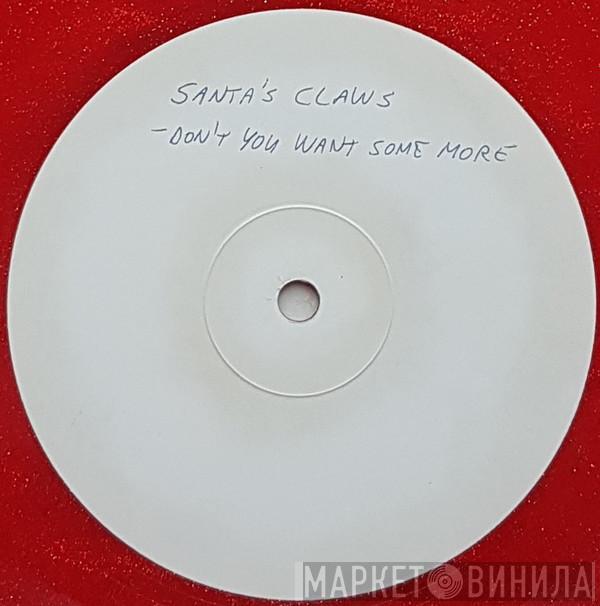 SANTA'S CLAWS
- DON'T YOU WANT SOME MORE
МАРКЕТ ВИНИЛА